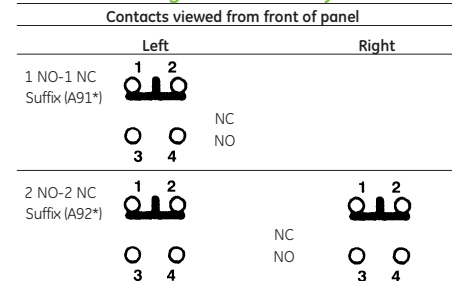 Contacts viewed from front of panel
Left Right
1 NO-1 NC
Suffix (A91*)
1 2
NC
NO
3 4
2 NO-2 NC
Suffix (A92*)
1 2 1 2
NC
NO
3 4 3 4